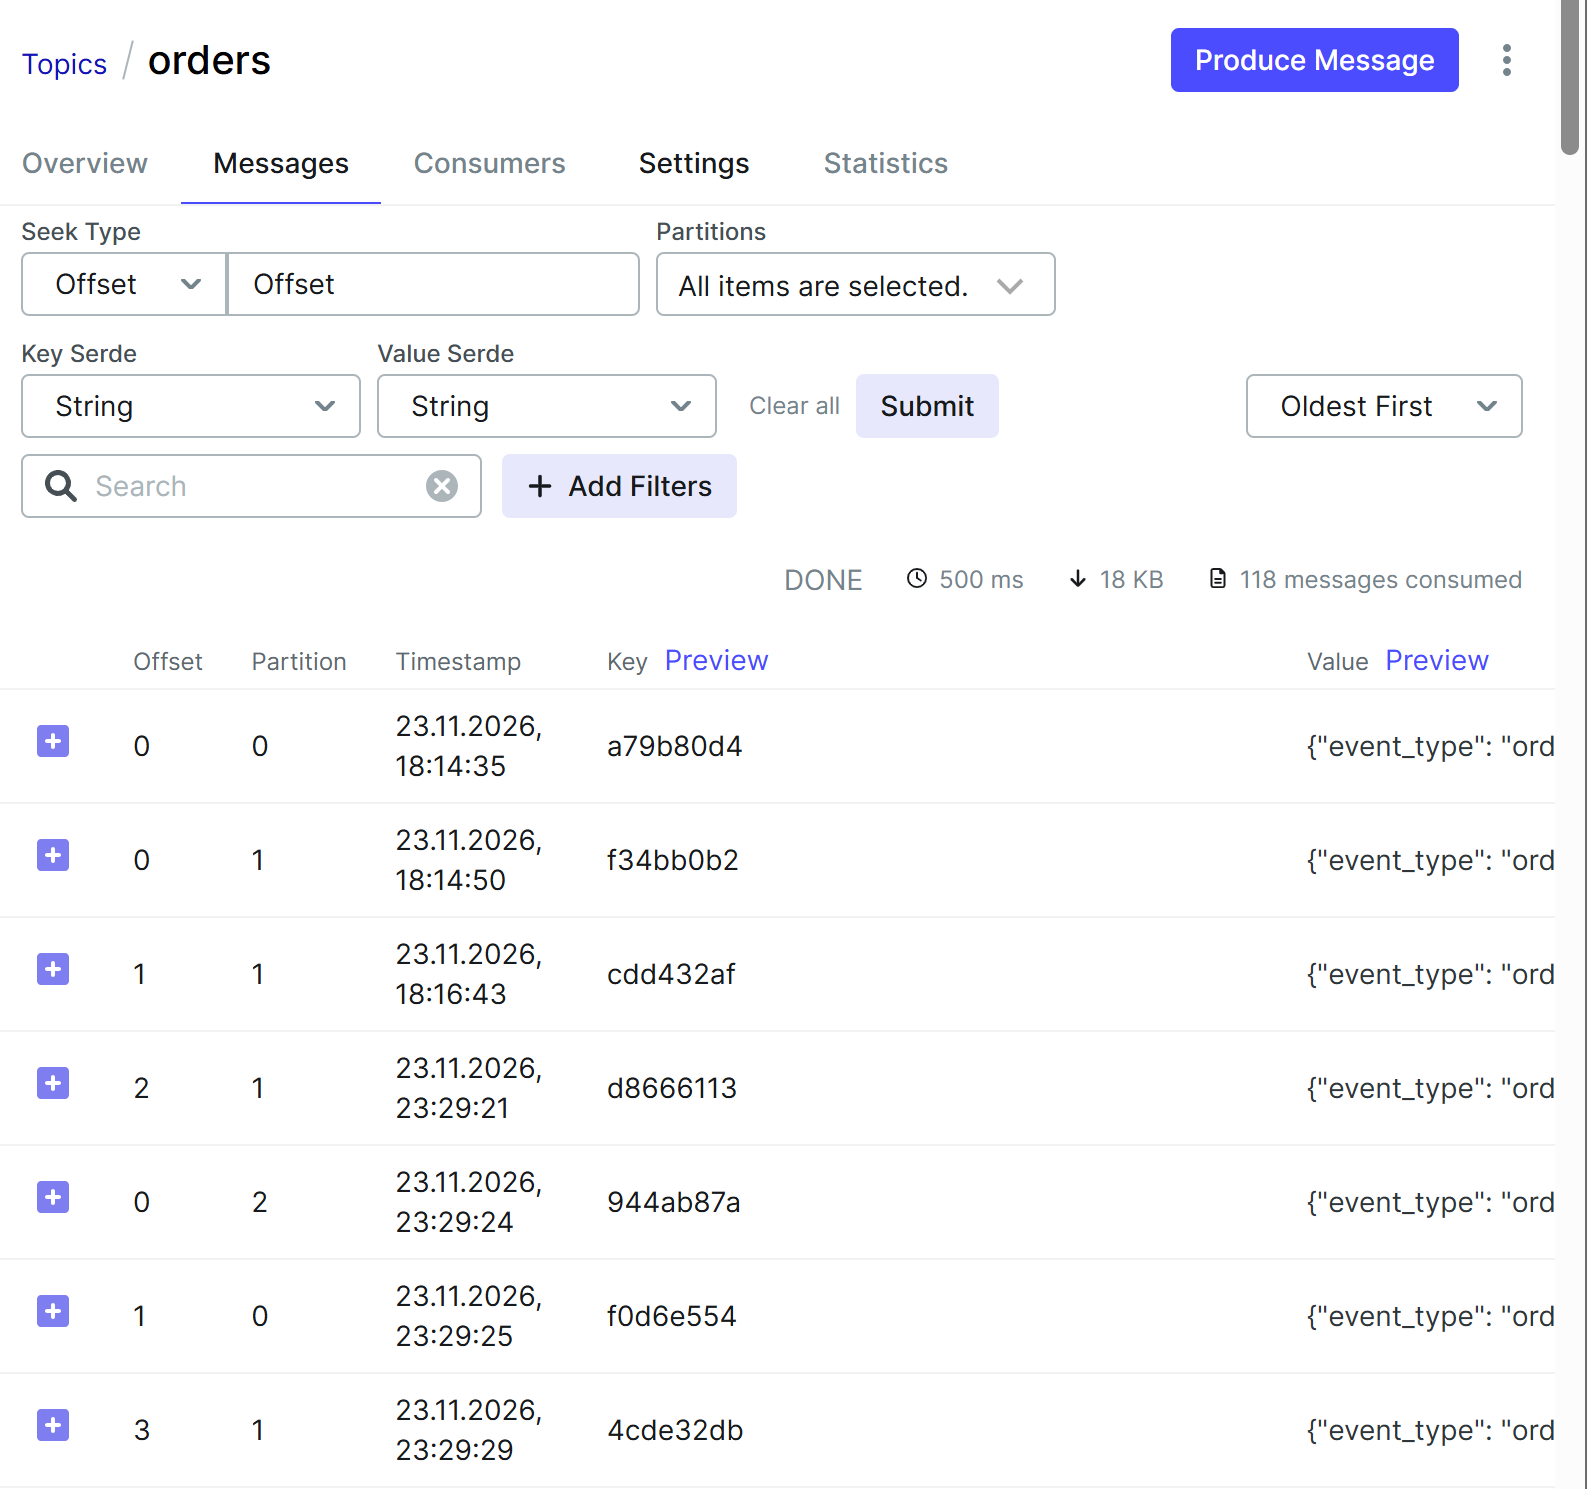 Topics / orders
Produce Message
Overview Messages Consumers Settings Statistics
Seek Type Partitions
Offset Offset All items are selected.
Key Serde Value Serde
String String Clear all Submit Oldest First
Search Add Filters
DONE 500 ms 18 KB 118 messages consumed
Offset Partition Timestamp Key Preview Value Preview
23.11.2026,
0 0 a79b80d4 {"event_type": "ord
18:14:35
23.11.2026,
0 1 f34bb0b2 {"event_type": "ord
18:14:50
23.11.2026,
1 1 cdd432af {"event_type": "ord
18:16:43
23.11.2026,
2 1 d8666113 {"event_type": "ord
23:29:21
23.11.2026,
0 2 944ab87a {"event_type": "ord
23:29:24
23.11.2026,
1 0 f0d6e554 {"event_type": "ord
23:29:25
23.11.2026,
3 1 4cde32db {"event_type": "ord
23:29:29